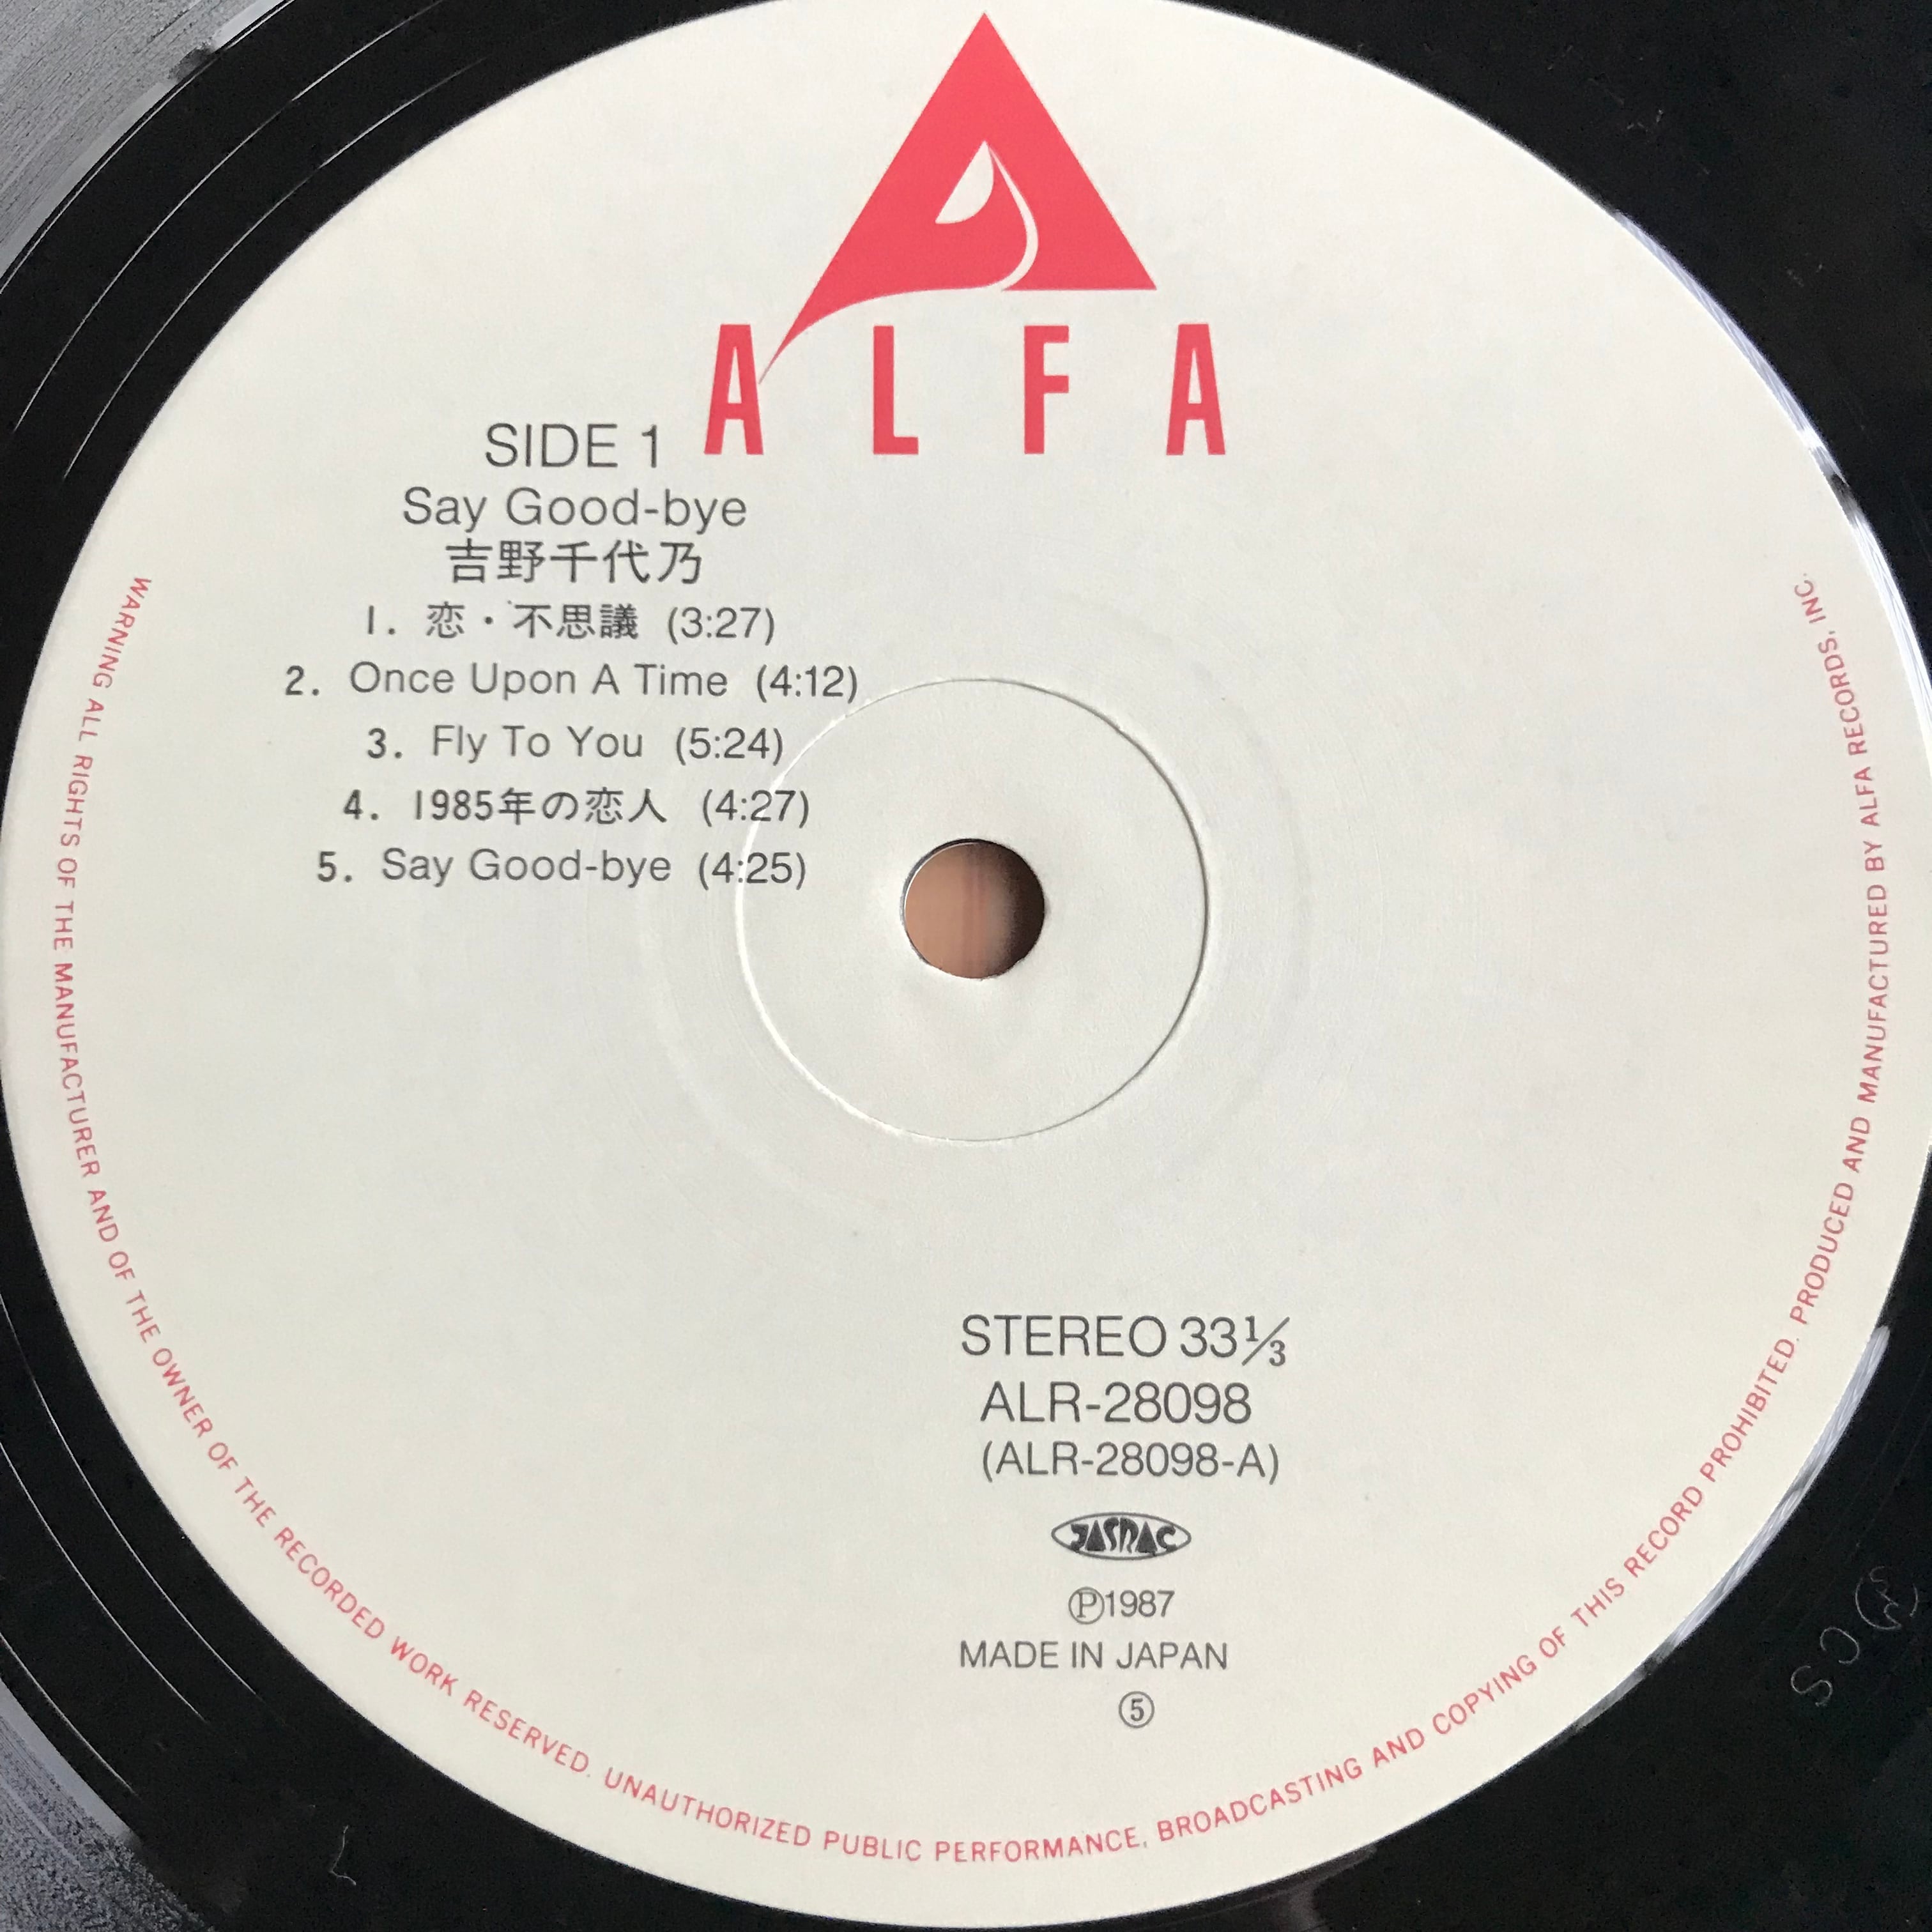 ALFA
SIDE 1
Say Good-bye
吉野千代乃
1. 恋・不思議 (3:27)
2. Once Upon A Time (4:12)
3. Fly To You (5:24)
4. 1985年の恋人 (4:27)
5. Say Good-bye (4:25)
STEREO 33⅓
ALR-28098
(ALR-28098-A)
JASRAC
Ⓟ1987
MADE IN JAPAN
⑤
WARNING ALL RIGHTS OF THE MANUFACTURER AND OF THE OWNER OF THE RECORDED WORK RESERVED. UNAUTHORIZED PUBLIC PERFORMANCE, BROADCASTING AND COPYING OF THIS RECORD PROHIBITED. PRODUCED AND MANUFACTURED BY ALFA RECORDS, INC.